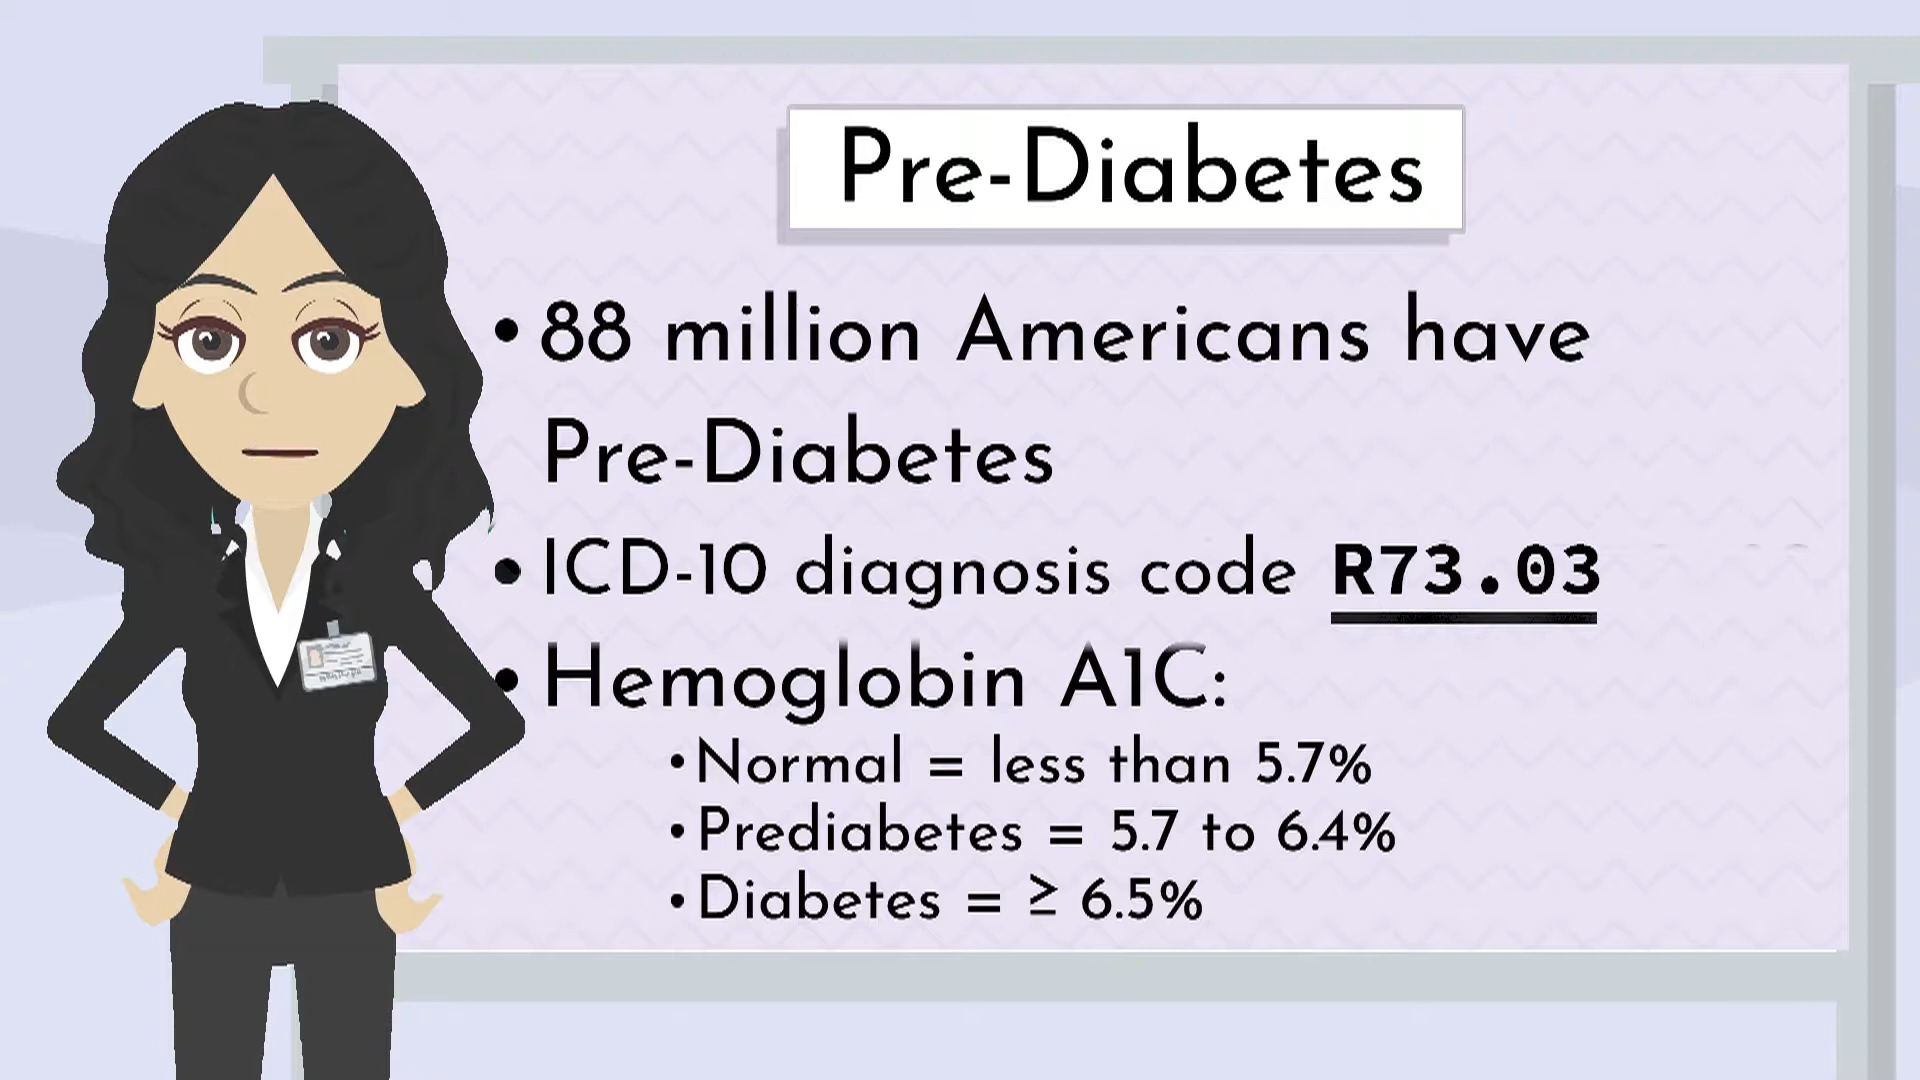 Pre-Diabetes
• 88 million Americans have
Pre-Diabetes
• ICD-10 diagnosis code R73.03
• Hemoglobin A1C:
• Normal = less than 5.7%
• Prediabetes = 5.7 to 6.4%
• Diabetes = ≥ 6.5%